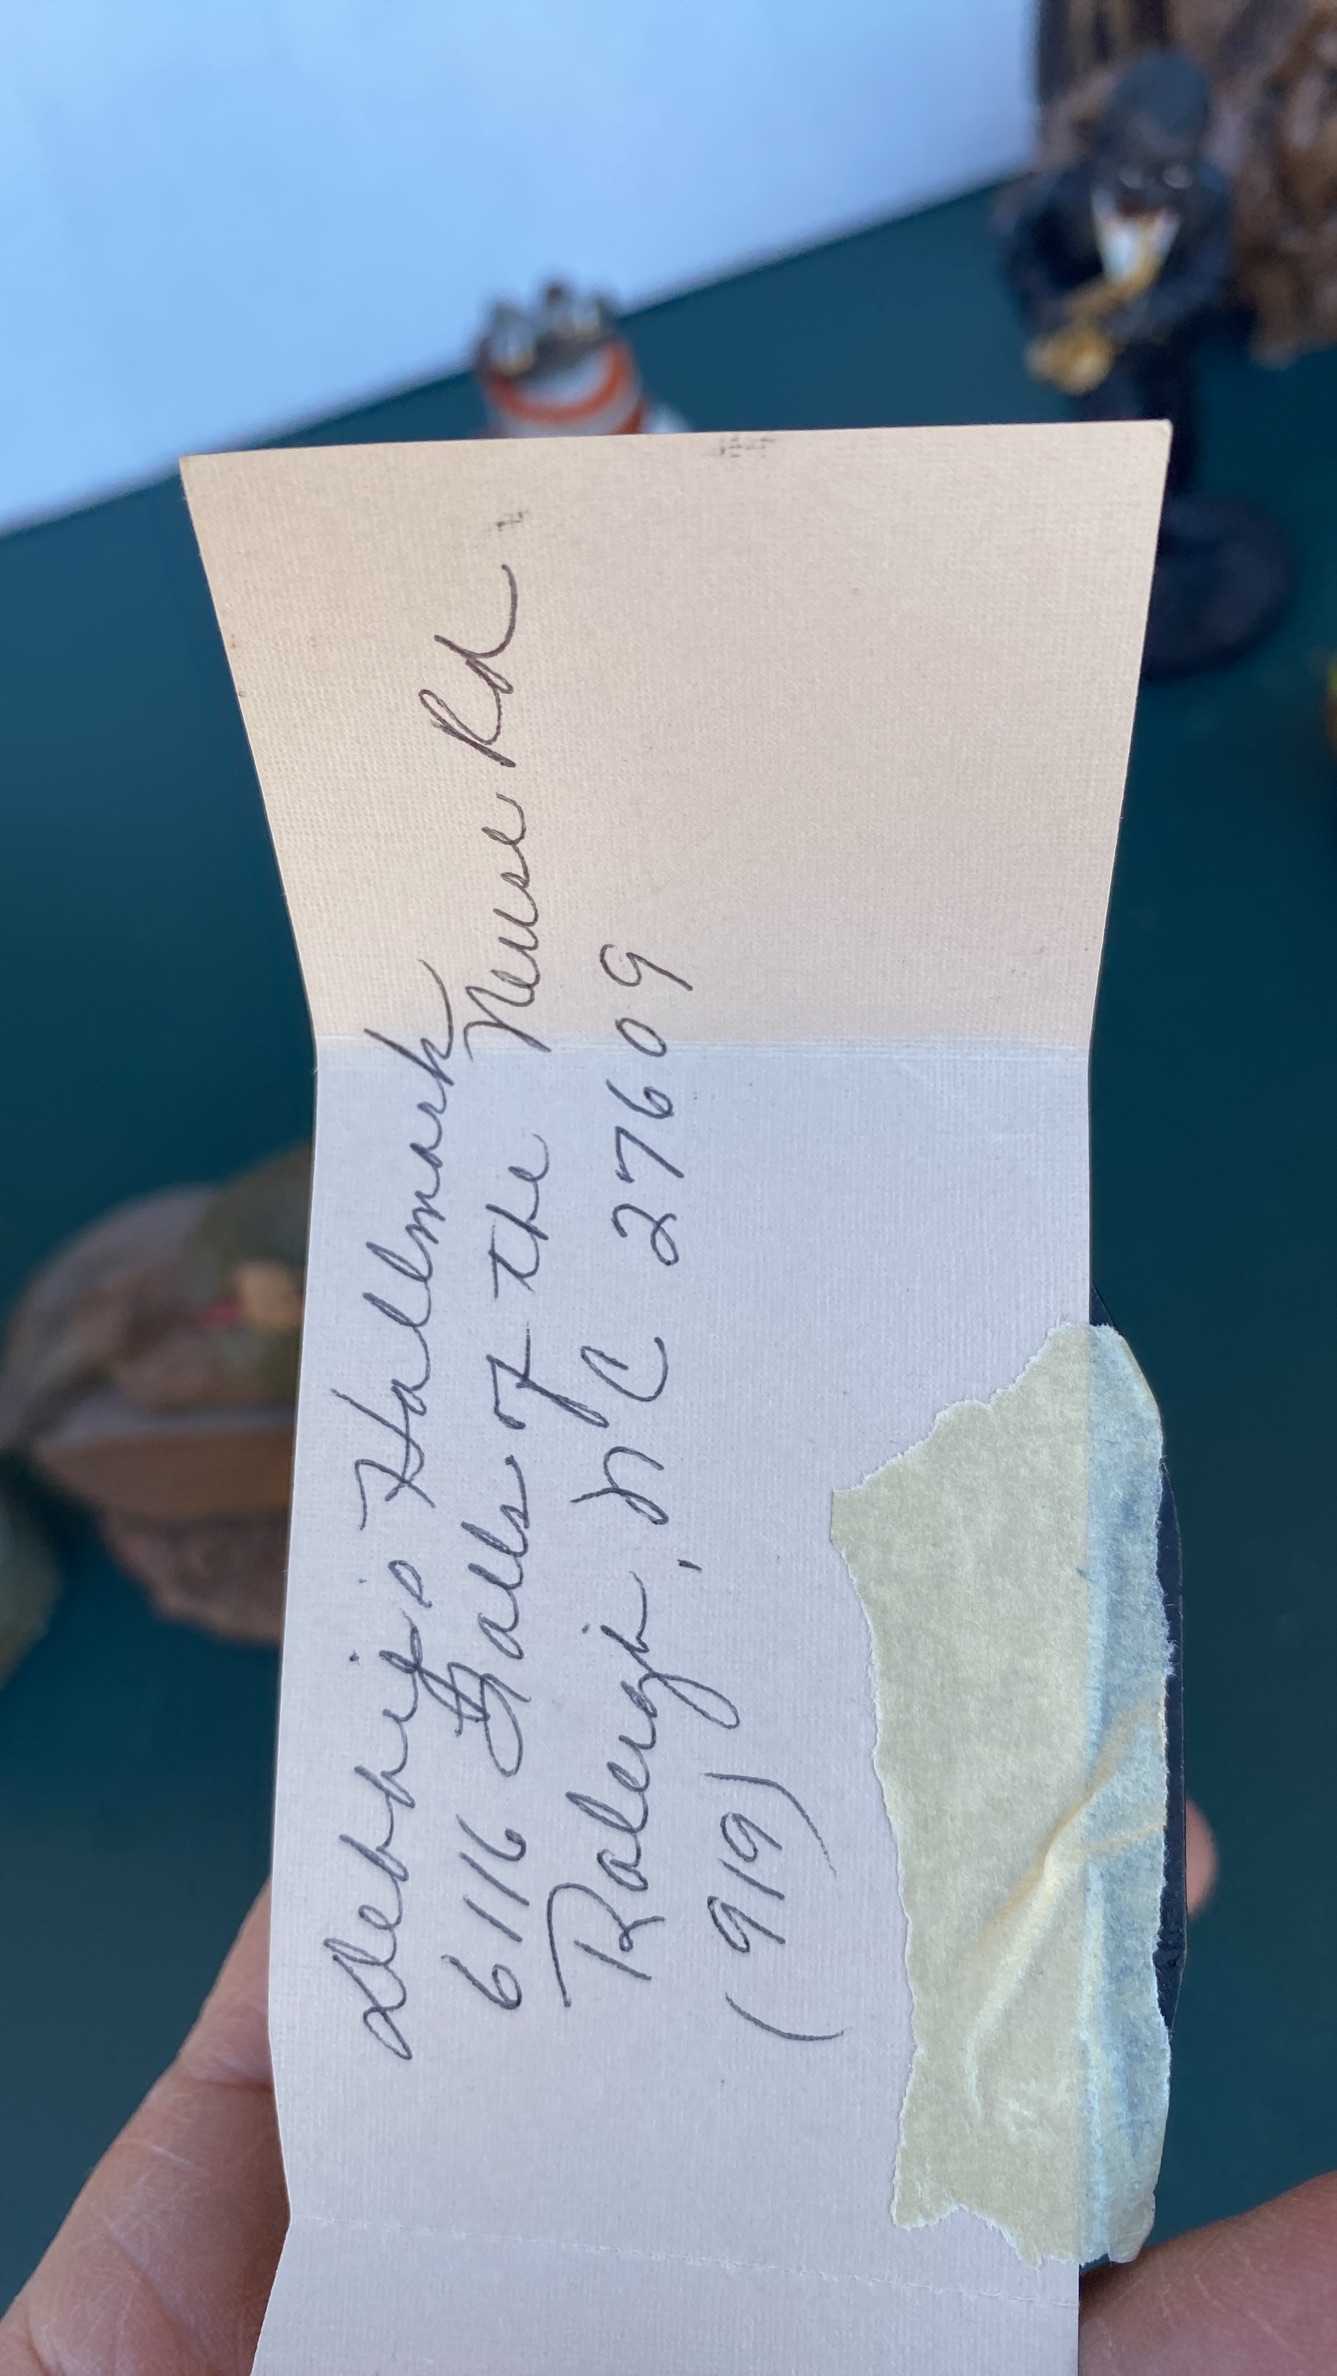 Debbie's Hallmark
6116 Falls of the Neuse Rd
Raleigh, NC 27609
(919)